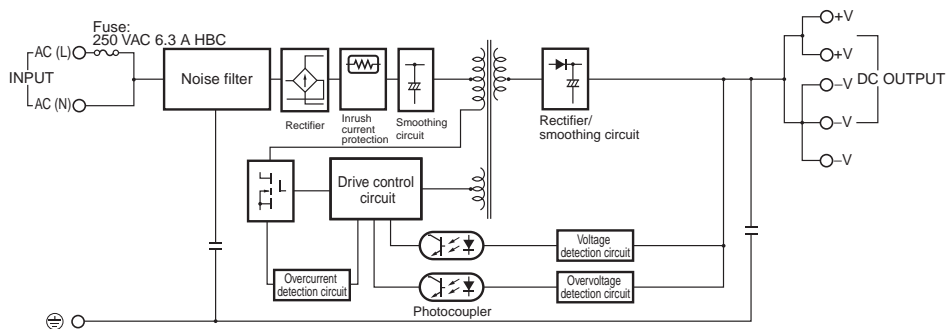 Fuse:
250 VAC 6.3 A HBC
AC (L)
INPUT
AC (N)
Noise filter
Rectifier
Inrush
current
protection
Smoothing
circuit
Rectifier/
smoothing circuit
+V
+V
DC OUTPUT
–V
–V
–V
Drive control
circuit
Overcurrent
detection circuit
Photocoupler
Voltage
detection circuit
Overvoltage
detection circuit